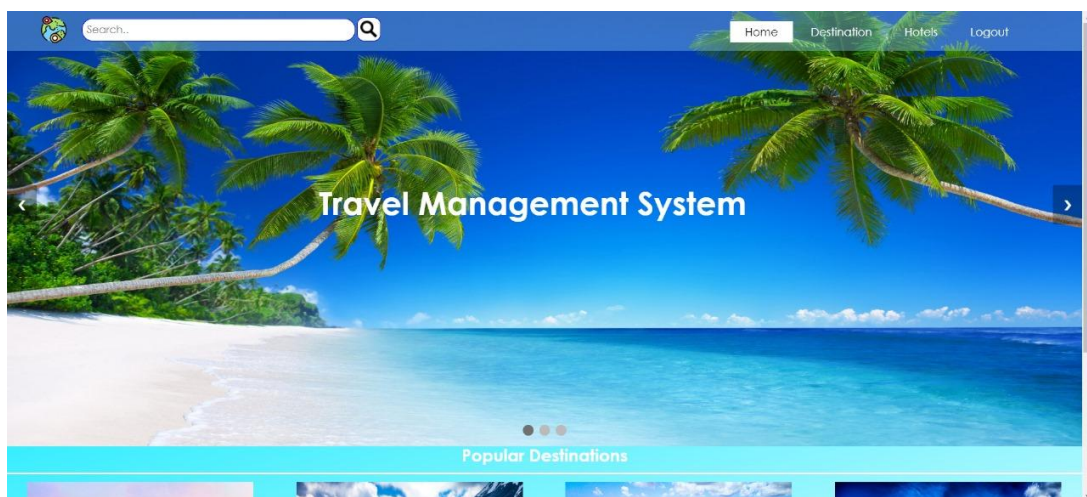 Search..
Home Destination Hotels Logout
Travel Management System
Popular Destinations